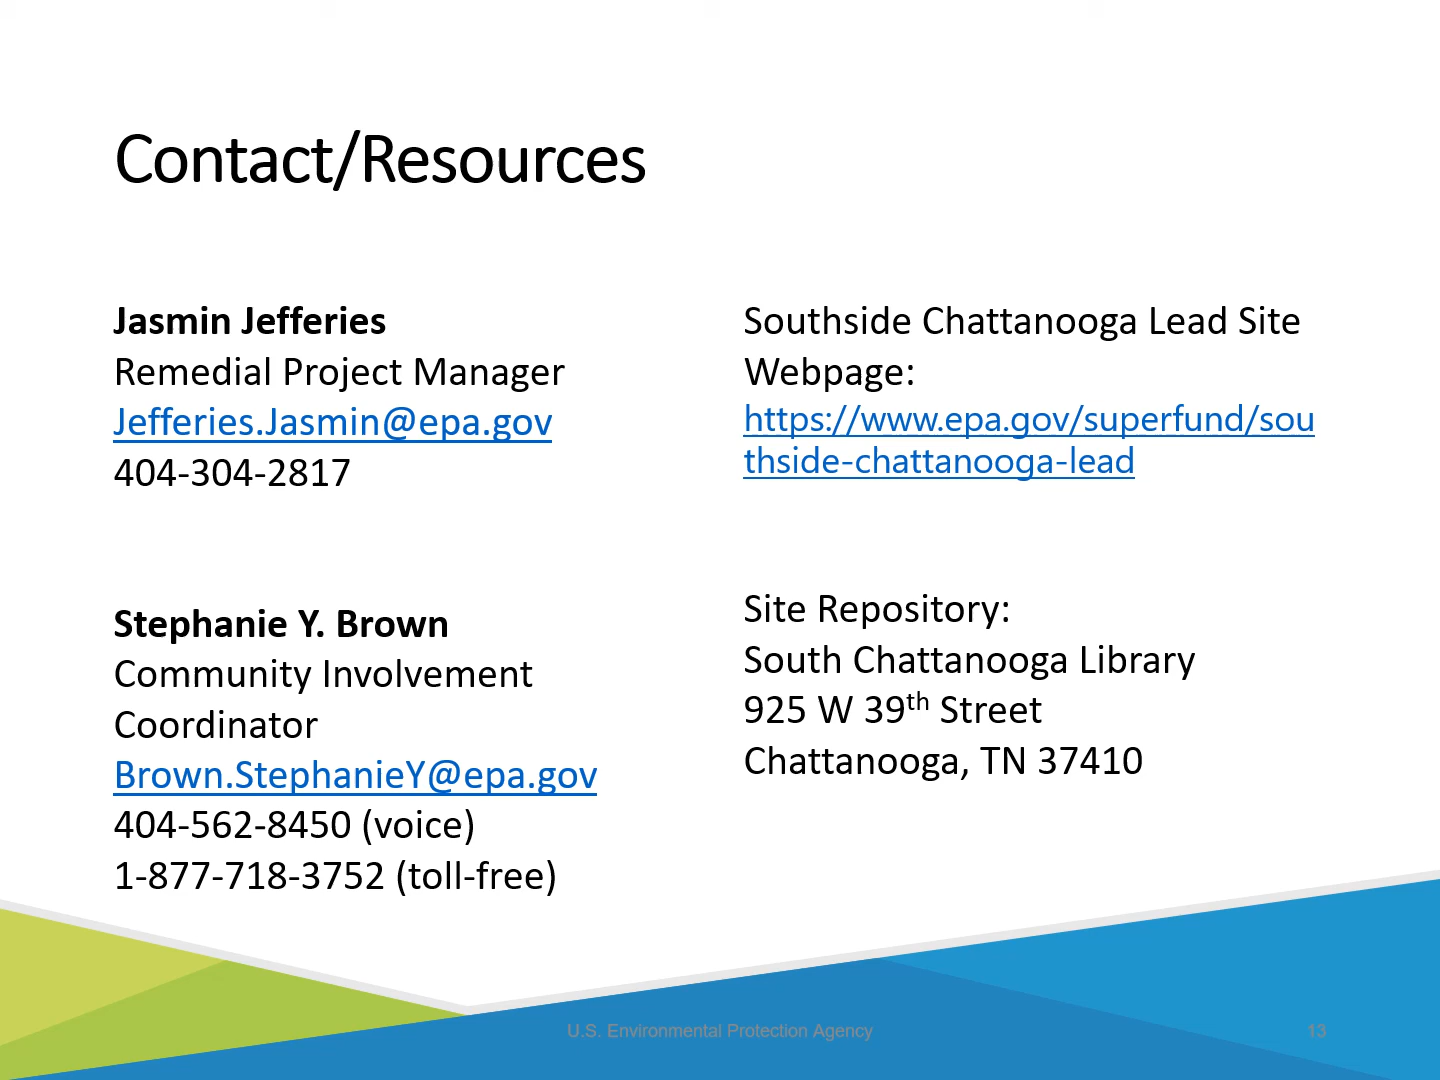 Contact/Resources
Jasmin Jefferies
Remedial Project Manager
Jefferies.Jasmin@epa.gov
404-304-2817
Stephanie Y. Brown
Community Involvement
Coordinator
Brown.StephanieY@epa.gov
404-562-8450 (voice)
1-877-718-3752 (toll-free)
Southside Chattanooga Lead Site
Webpage:
https://www.epa.gov/superfund/sou
thside-chattanooga-lead
Site Repository:
South Chattanooga Library
925 W 39th Street
Chattanooga, TN 37410
U.S. Environmental Protection Agency
13